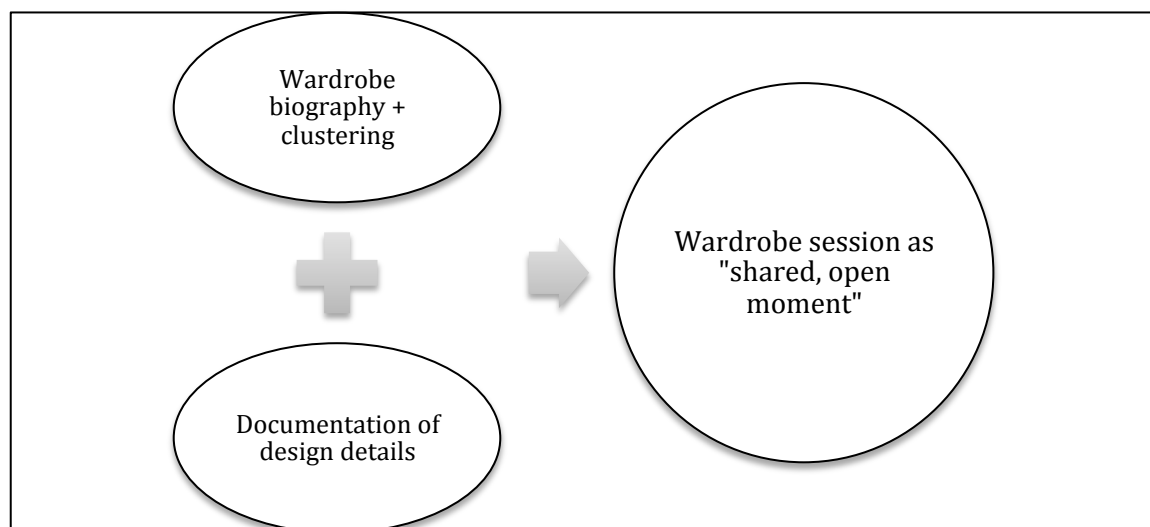 Wardrobe
biography +
clustering
Documentation of
design details
Wardrobe session as
"shared, open
moment"